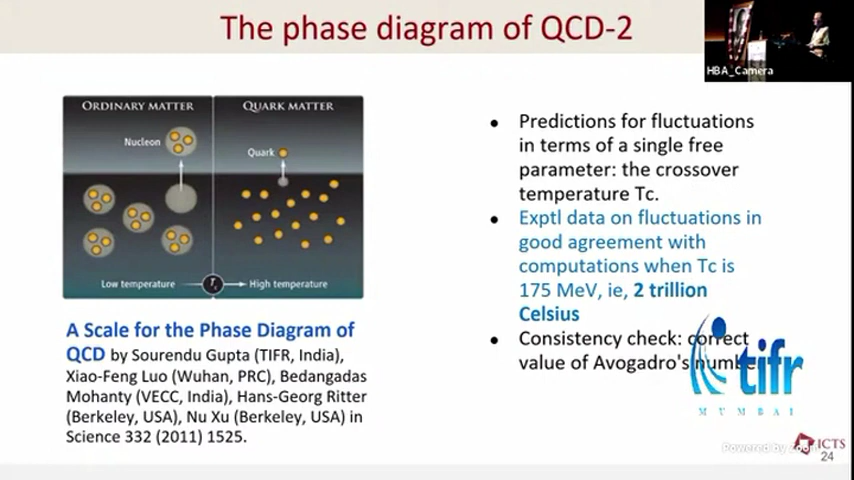 The phase diagram of QCD-2
HBA_Camera
ORDINARY MATTER
QUARK MATTER
Nucleon
Quark
Low temperature
Tc
High temperature
A Scale for the Phase Diagram of
QCD by Sourendu Gupta (TIFR, India),
Xiao-Feng Luo (Wuhan, PRC), Bedangadas
Mohanty (VECC, India), Hans-Georg Ritter
(Berkeley, USA), Nu Xu (Berkeley, USA) in
Science 332 (2011) 1525.
• Predictions for fluctuations
in terms of a single free
parameter: the crossover
temperature Tc.
• Exptl data on fluctuations in
good agreement with
computations when Tc is
175 MeV, ie, 2 trillion
Celsius
• Consistency check: correct
value of Avogadro's number
tifr
MUMBAI
Powered by Zoom
ICTS
24